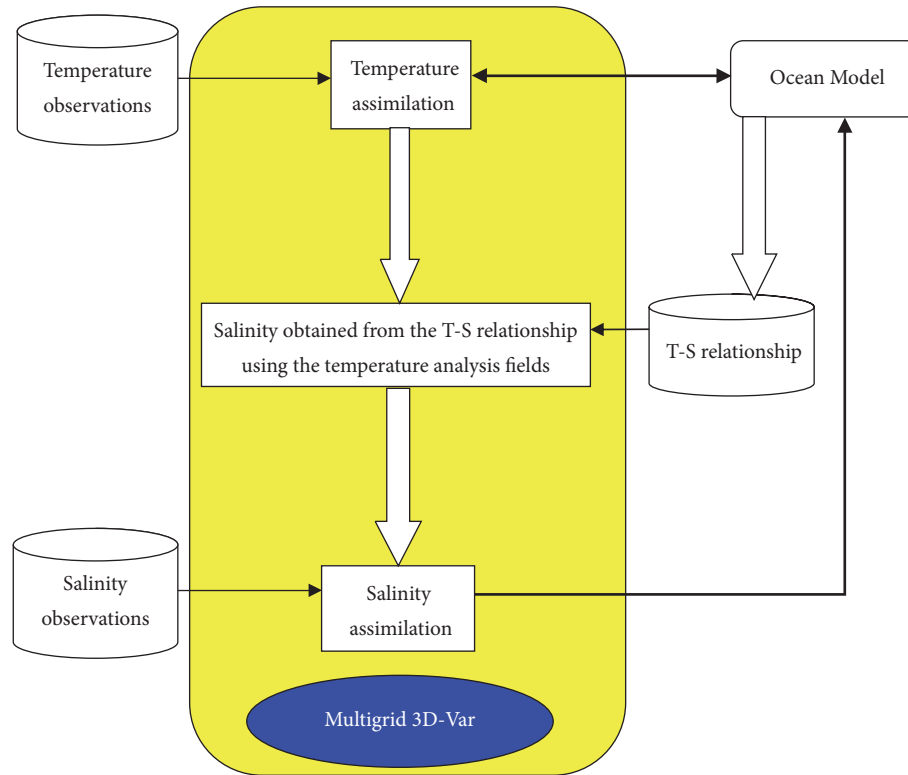 Temperature
observations
Temperature
assimilation
Ocean Model
Salinity obtained from the T-S relationship
using the temperature analysis fields
T-S relationship
Salinity
observations
Salinity
assimilation
Multigrid 3D-Var